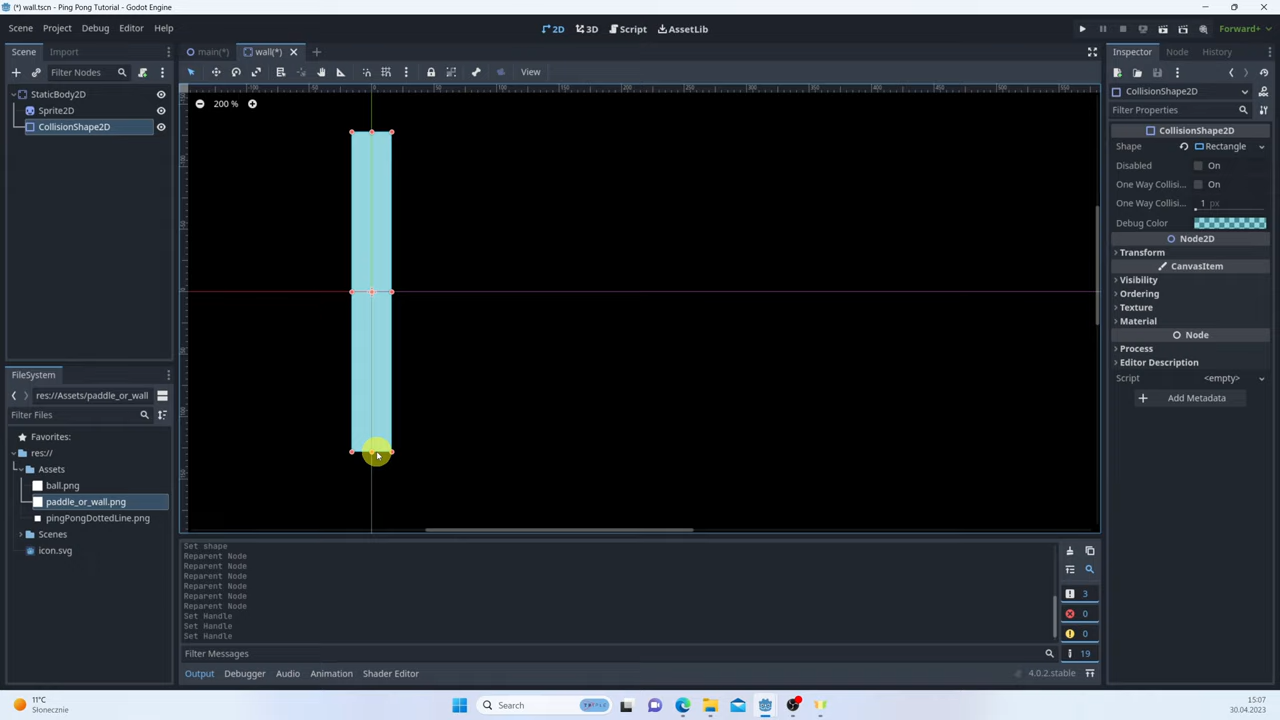 (*) wall.tscn - Ping Pong Tutorial - Godot Engine
Scene Project Debug Editor Help
2D 3D Script AssetLib
Forward+
Scene Import
main(*) wall(*)
Inspector Node History
Filter Nodes
View
StaticBody2D
Sprite2D
CollisionShape2D
200 %
CollisionShape2D
Filter Properties
CollisionShape2D
Shape Rectangle
Disabled On
One Way Collisi... On
One Way Collisi... 1 px
Debug Color
Node2D
Transform
CanvasItem
Visibility
Ordering
Texture
Material
Node
Process
Editor Description
Script <empty>
Add Metadata
FileSystem
res://Assets/paddle_or_wall
Filter Files
Favorites:
res://
Assets
ball.png
paddle_or_wall.png
pingPongDottedLine.png
Scenes
icon.svg
Set shape
Reparent Node
Reparent Node
Reparent Node
Reparent Node
Reparent Node
Reparent Node
Set Handle
Set Handle
Set Handle
3
0
0
19
Filter Messages
Output Debugger Audio Animation Shader Editor
4.0.2.stable
11°C
Słonecznie
Search
15:07
30.04.2023